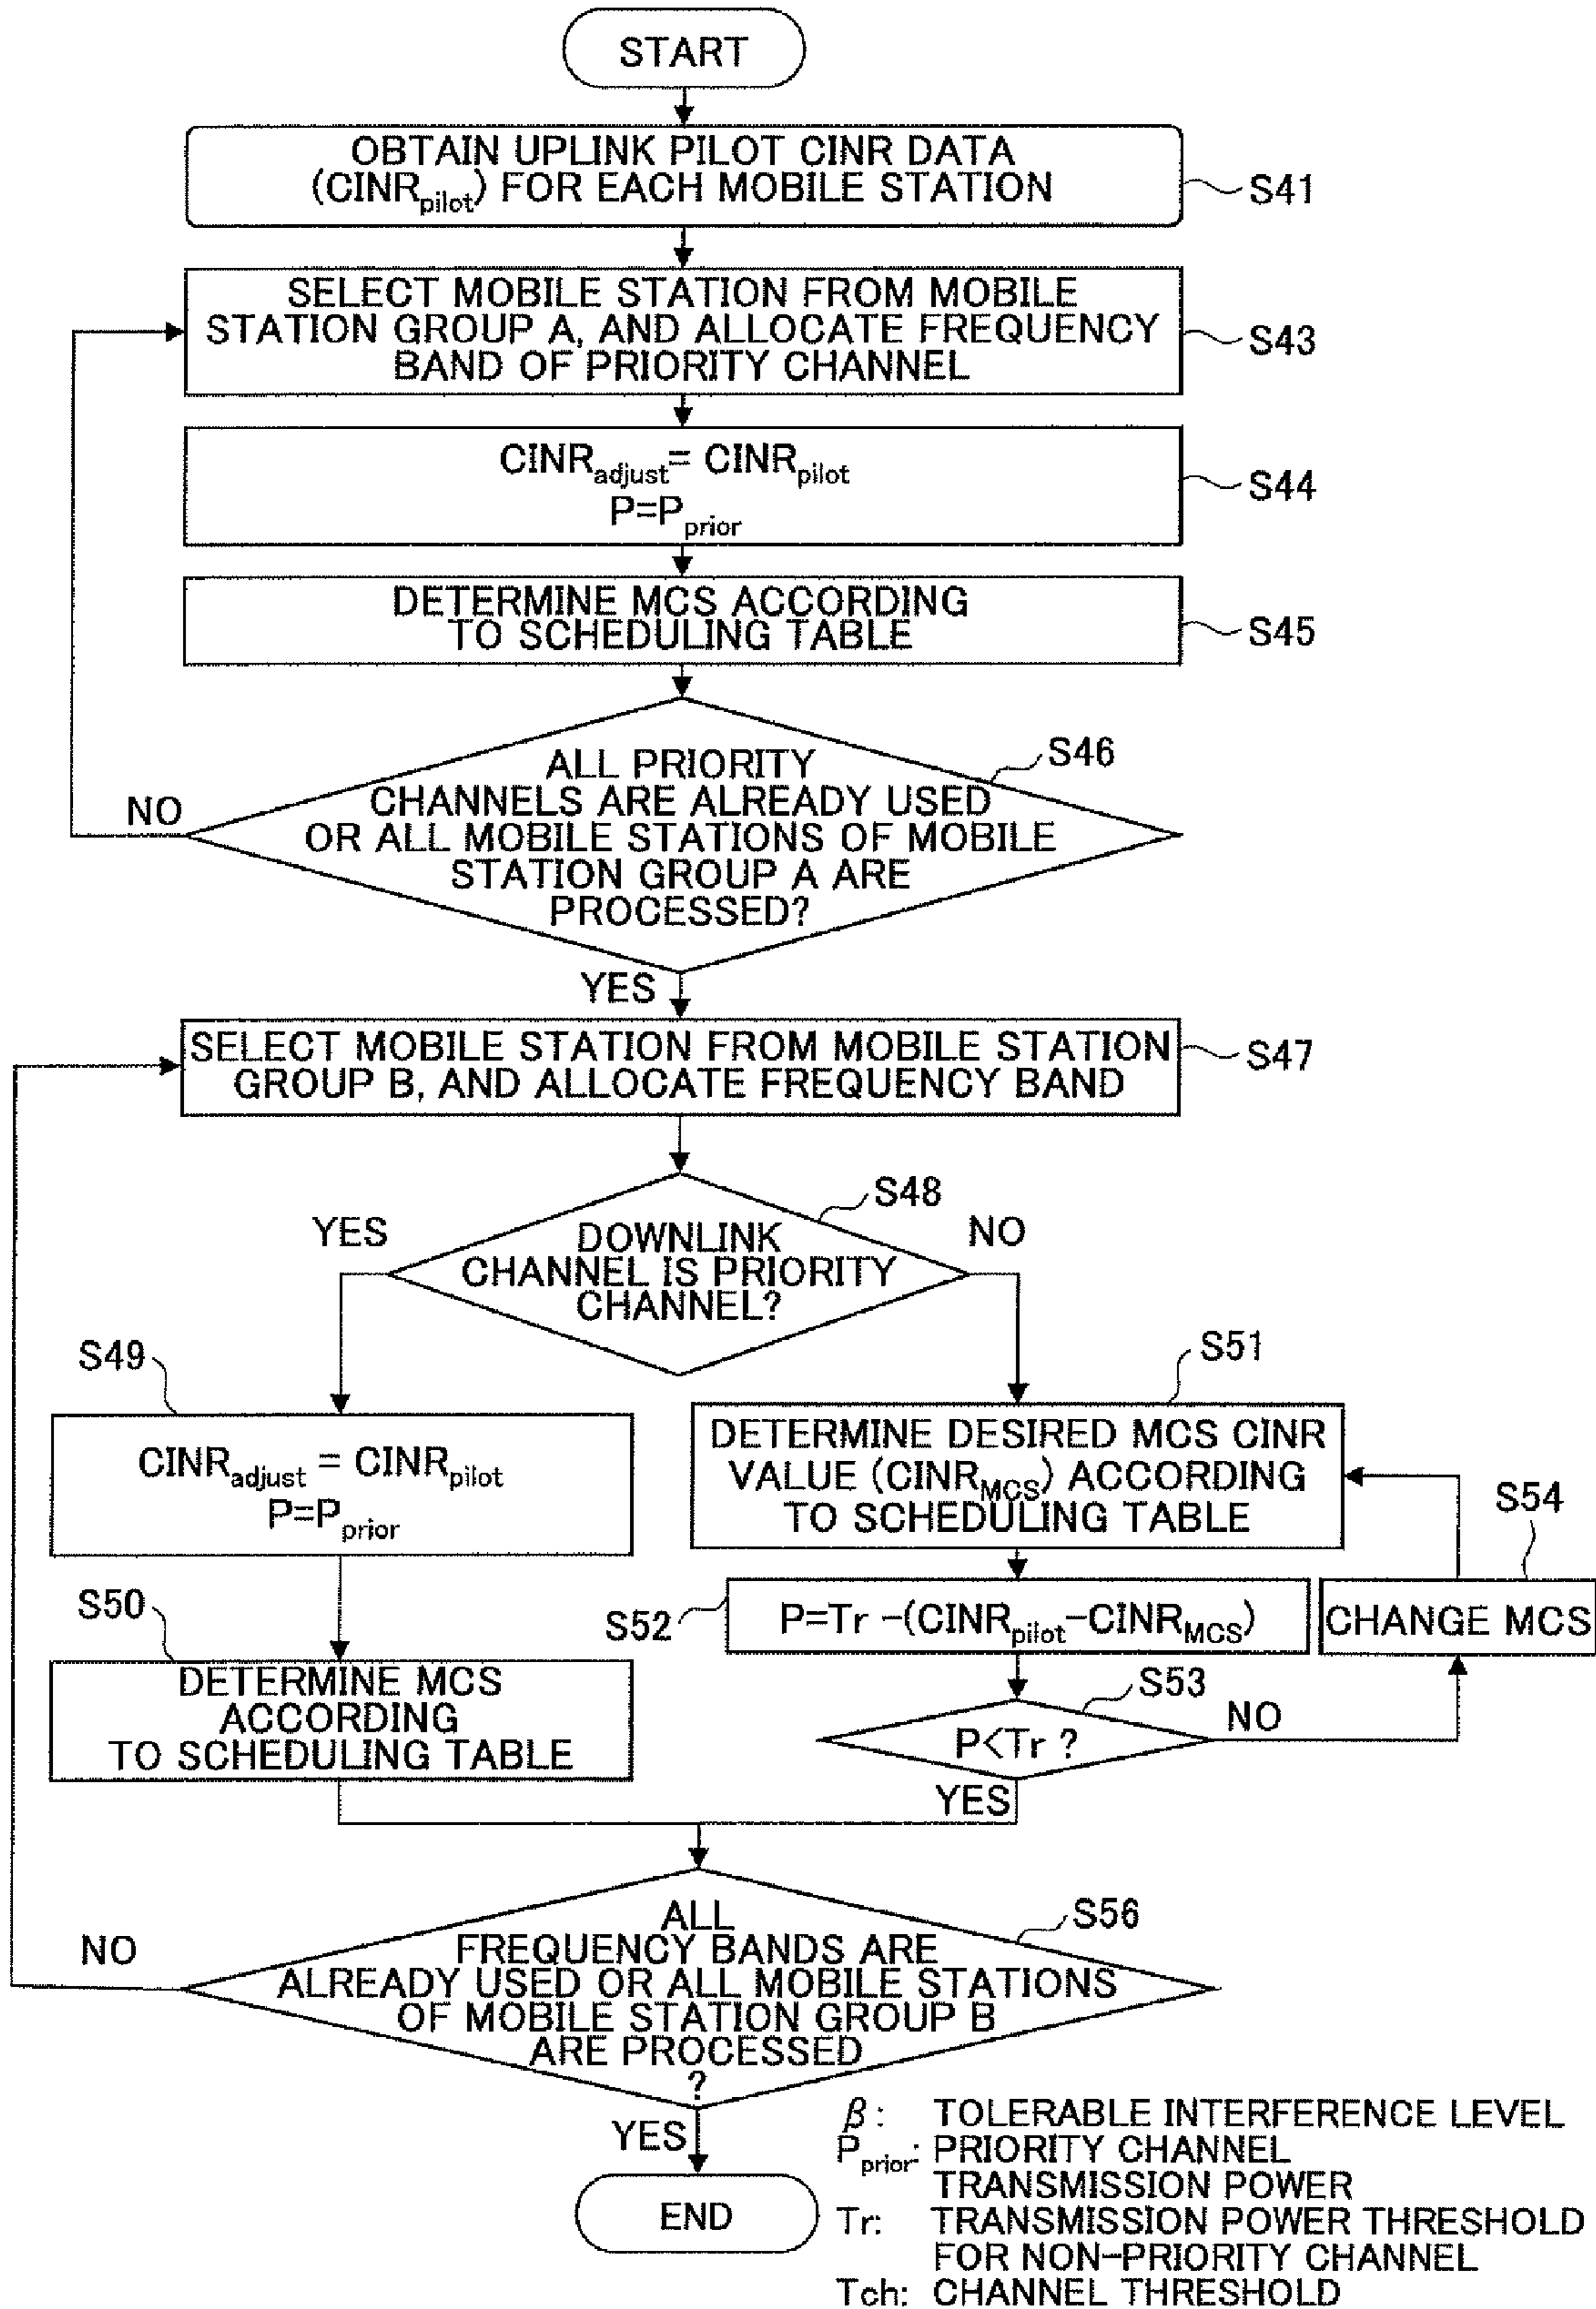 START
OBTAIN UPLINK PILOT CINR DATA
(CINRpilot) FOR EACH MOBILE STATION
S41
SELECT MOBILE STATION FROM MOBILE
STATION GROUP A, AND ALLOCATE FREQUENCY
BAND OF PRIORITY CHANNEL
S43
CINRadjust= CINRpilot
P=Pprior
S44
DETERMINE MCS ACCORDING
TO SCHEDULING TABLE
S45
S46
ALL PRIORITY
CHANNELS ARE ALREADY USED
OR ALL MOBILE STATIONS OF MOBILE
STATION GROUP A ARE
PROCESSED?
NO
YES
SELECT MOBILE STATION FROM MOBILE STATION
GROUP B, AND ALLOCATE FREQUENCY BAND
S47
S48
YES
NO
DOWNLINK
CHANNEL IS PRIORITY
CHANNEL?
S49
CINRadjust = CINRpilot
P=Pprior
S50
DETERMINE MCS
ACCORDING
TO SCHEDULING TABLE
S51
DETERMINE DESIRED MCS CINR
VALUE (CINRMCS) ACCORDING
TO SCHEDULING TABLE
S52
P=Tr -(CINRpilot-CINRMCS)
S54
CHANGE MCS
S53
P<Tr ?
NO
YES
S56
ALL
FREQUENCY BANDS ARE
ALREADY USED OR ALL MOBILE STATIONS
OF MOBILE STATION GROUP B
ARE PROCESSED
?
NO
YES
END
β: TOLERABLE INTERFERENCE LEVEL
Pprior: PRIORITY CHANNEL
TRANSMISSION POWER
Tr: TRANSMISSION POWER THRESHOLD
FOR NON-PRIORITY CHANNEL
Tch: CHANNEL THRESHOLD